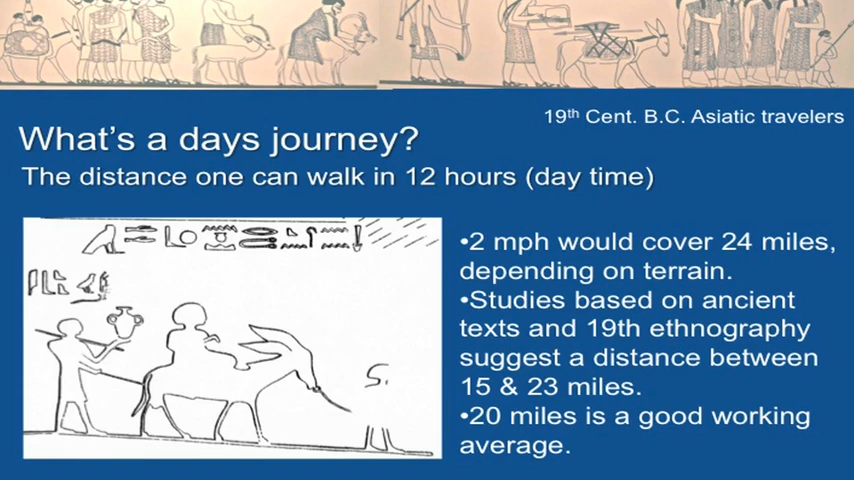 19th Cent. B.C. Asiatic travelers
What's a days journey?
The distance one can walk in 12 hours (day time)
•2 mph would cover 24 miles,
depending on terrain.
•Studies based on ancient
texts and 19th ethnography
suggest a distance between
15 & 23 miles.
•20 miles is a good working
average.
S.